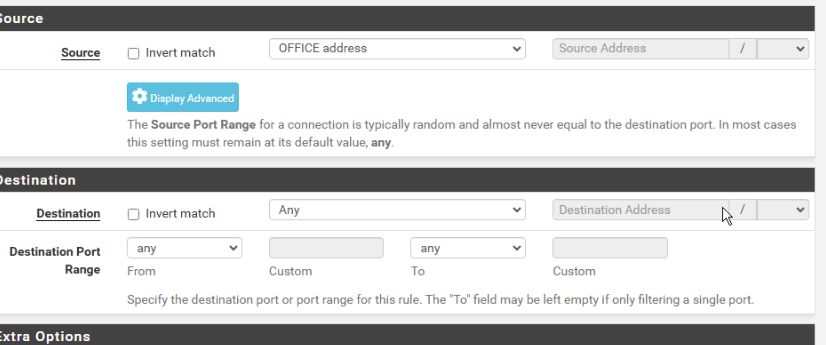 Source
Source Invert match OFFICE address Source Address /
Display Advanced
The Source Port Range for a connection is typically random and almost never equal to the destination port. In most cases
this setting must remain at its default value, any.
Destination
Destination Invert match Any Destination Address /
Destination Port Range any any
From Custom To Custom
Specify the destination port or port range for this rule. The "To" field may be left empty if only filtering a single port.
Extra Options